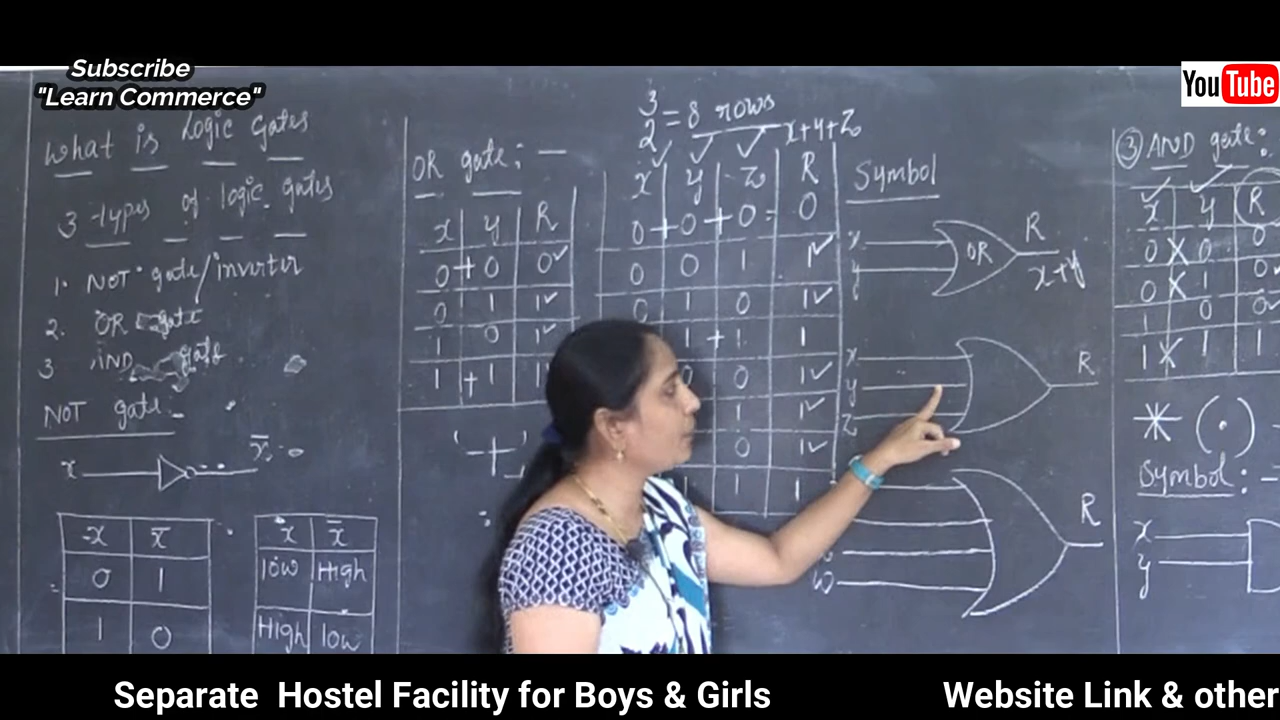 Subscribe
"Learn Commerce"
You Tube
What is Logic Gates
3 types of logic gates
1. NOT gate/inverter
2. OR gate
3 AND gate
NOT gate
x x̄
x x̄
0 1
1 0
x x̄
low High
High low
OR gate: —
x y R
0 + 0 0 ✓
0 1 1 ✓
1 0 1 ✓
1 + 1
'+'
2³ = 8 rows
x+y+z
x y z R
0 + 0 + 0 = 0
0 0 1 1 ✓
0 1 0 1 ✓
1 + 1 1
0 0 1 ✓
1 1 ✓
0 1 ✓
1 1 1
Symbol
x
y
OR
R
x+y
x
y
z
R
w
R
③ AND gate:
x y R
0 × 0 0
0 × 1 0
1 0 0
1 × 1 1
* (.) -
Symbol: -
x
y
Separate Hostel Facility for Boys & Girls
Website Link & other